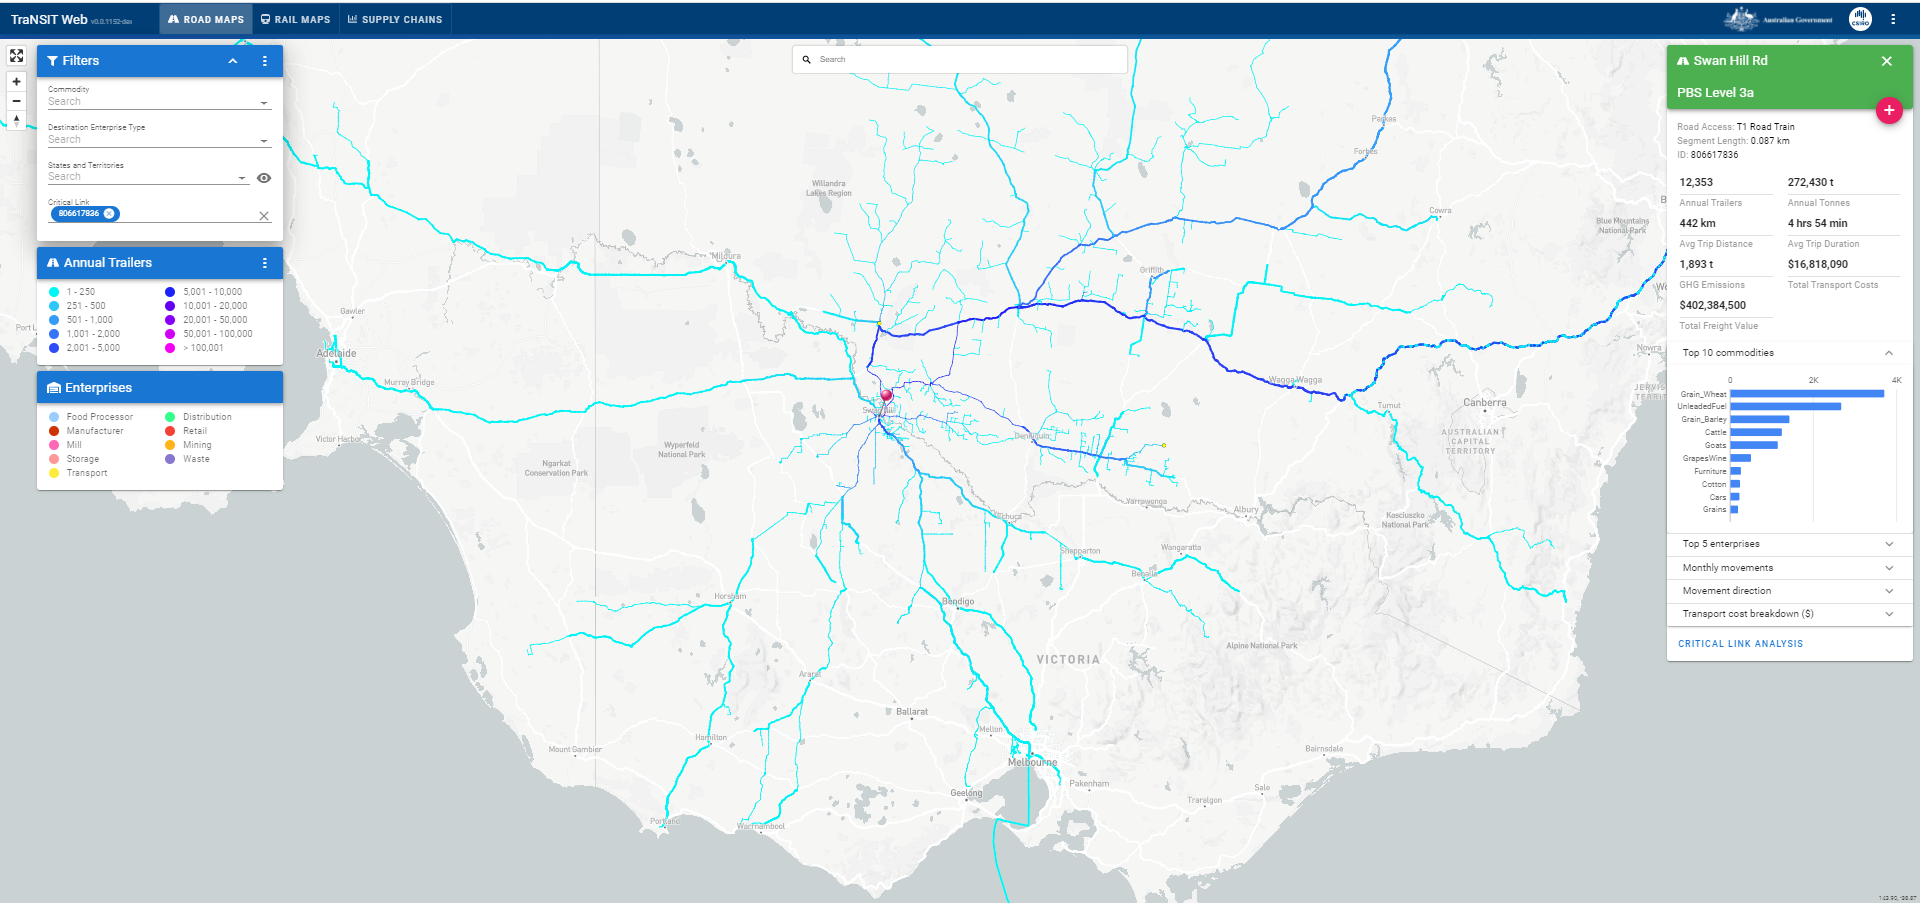 TraNSIT Web v0.0.1152-dev
ROAD MAPS
RAIL MAPS
SUPPLY CHAINS
Australian Government
CSIRO
Filters
Commodity
Search
Destination Enterprise Type
Search
States and Territories
Search
Critical Link
806617836
Annual Trailers
1 - 250
251 - 500
501 - 1,000
1,001 - 2,000
2,001 - 5,000
5,001 - 10,000
10,001 - 20,000
20,001 - 50,000
50,001 - 100,000
> 100,001
Enterprises
Food Processor
Manufacturer
Mill
Storage
Transport
Distribution
Retail
Mining
Waste
Search
Parkes
Forbes
Willandra
Lakes Region
Cowra
Blue Mountains
National Park
Mildura
Griffith
Gawler
Adelaide
Murray Bridge
Victor Harbor
Swan Hill
Wagga Wagga
Nowra
Tumut
Canberra
AUSTRALIAN
CAPITAL
TERRITORY
Deniliquin
Wyperfeld
National Park
Ngarkat
Conservation Park
Yarrawonga
Albury
Echuca
Kosciuszko
National Park
Shepparton
Wangaratta
Benalla
Horsham
Bendigo
VICTORIA
Alpine National Park
Ararat
Ballarat
Hamilton
Melton
Mount Gambier
Melbourne
Bairnsdale
Pakenham
Geelong
Sale
Traralgon
Portland
Warrnambool
Swan Hill Rd
PBS Level 3a
+
Road Access: T1 Road Train
Segment Length: 0.087 km
ID: 806617836
12,353
Annual Trailers
272,430 t
Annual Tonnes
442 km
Avg Trip Distance
4 hrs 54 min
Avg Trip Duration
1,893 t
GHG Emissions
$16,818,090
Total Transport Costs
$402,384,500
Total Freight Value
Top 10 commodities
0 2K 4K
Grain_Wheat
UnleadedFuel
Grain_Barley
Cattle
Goats
GrapesWine
Furniture
Cotton
Cars
Grains
Top 5 enterprises
Monthly movements
Movement direction
Transport cost breakdown ($)
CRITICAL LINK ANALYSIS